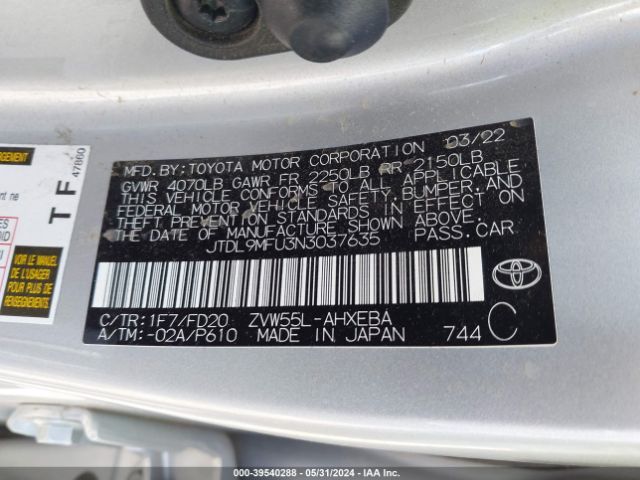 47860
T F
nt ne
MFD. BY: TOYOTA MOTOR CORPORATION 03/22
GVWR 4070LB GAWR FR 2250LB RR 2150LB
THIS VEHICLE CONFORMS TO ALL APPLICABLE
FEDERAL MOTOR VEHICLE SAFETY, BUMPER, AND
THEFT PREVENTION STANDARDS IN EFFECT ON
THE DATE OF MANUFACTURE SHOWN ABOVE.
JTDL9MFU3N3037635 PASS. CAR
TOYOTA
C/TR: 1F7/FD20 ZVW55L-AHXEBA
A/TM: -02A/P610 MADE IN JAPAN 744 C
000-39540288 - 05/31/2024 - IAA Inc.